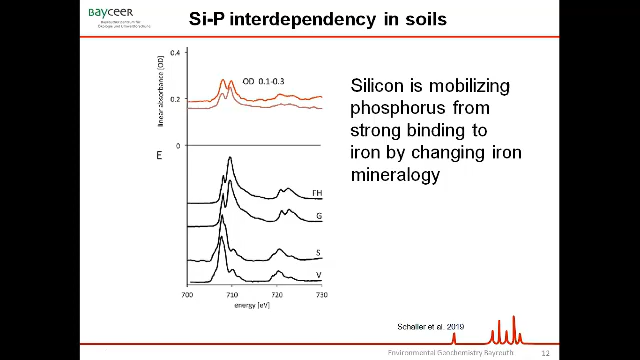 BAYCEER
Si-P interdependency in soils
0.4
OD 0.1-0.3
linear absorbance [OD]
0.2
0
E
FH
G
S
V
700
710
720
730
energy [eV]
Silicon is mobilizing
phosphorus from
strong binding to
iron by changing iron
mineralogy
Schaller et al. 2019
Environmental Geochemistry Bayreuth
12